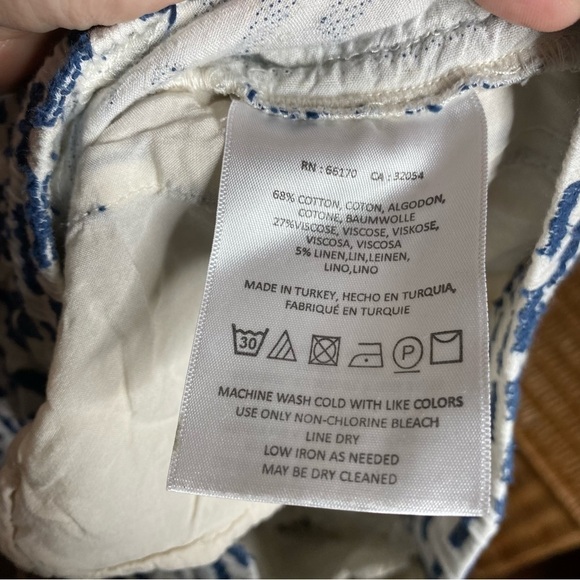 RN : 66170 CA : 32054
68% COTTON, COTON, ALGODON,
COTONE, BAUMWOLLE
27%VISCOSE, VISCOSE, VISKOSE,
VISCOSA, VISCOSA
5% LINEN,LIN,LEINEN,
LINO,LINO
MADE IN TURKEY, HECHO EN TURQUIA,
FABRIQUÉ EN TURQUIE
30 P
MACHINE WASH COLD WITH LIKE COLORS
USE ONLY NON-CHLORINE BLEACH
LINE DRY
LOW IRON AS NEEDED
MAY BE DRY CLEANED